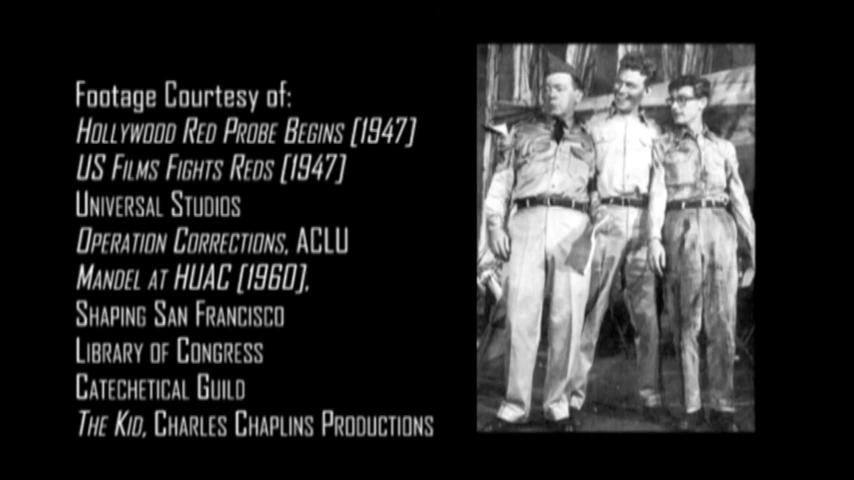 Footage Courtesy of:
Hollywood Red Probe Begins [1947]
US Films Fights Reds [1947]
Universal Studios
Operation Corrections, ACLU
Mandel at HUAC [1960],
Shaping San Francisco
Library of Congress
Catechetical Guild
The Kid, Charles Chaplins Productions